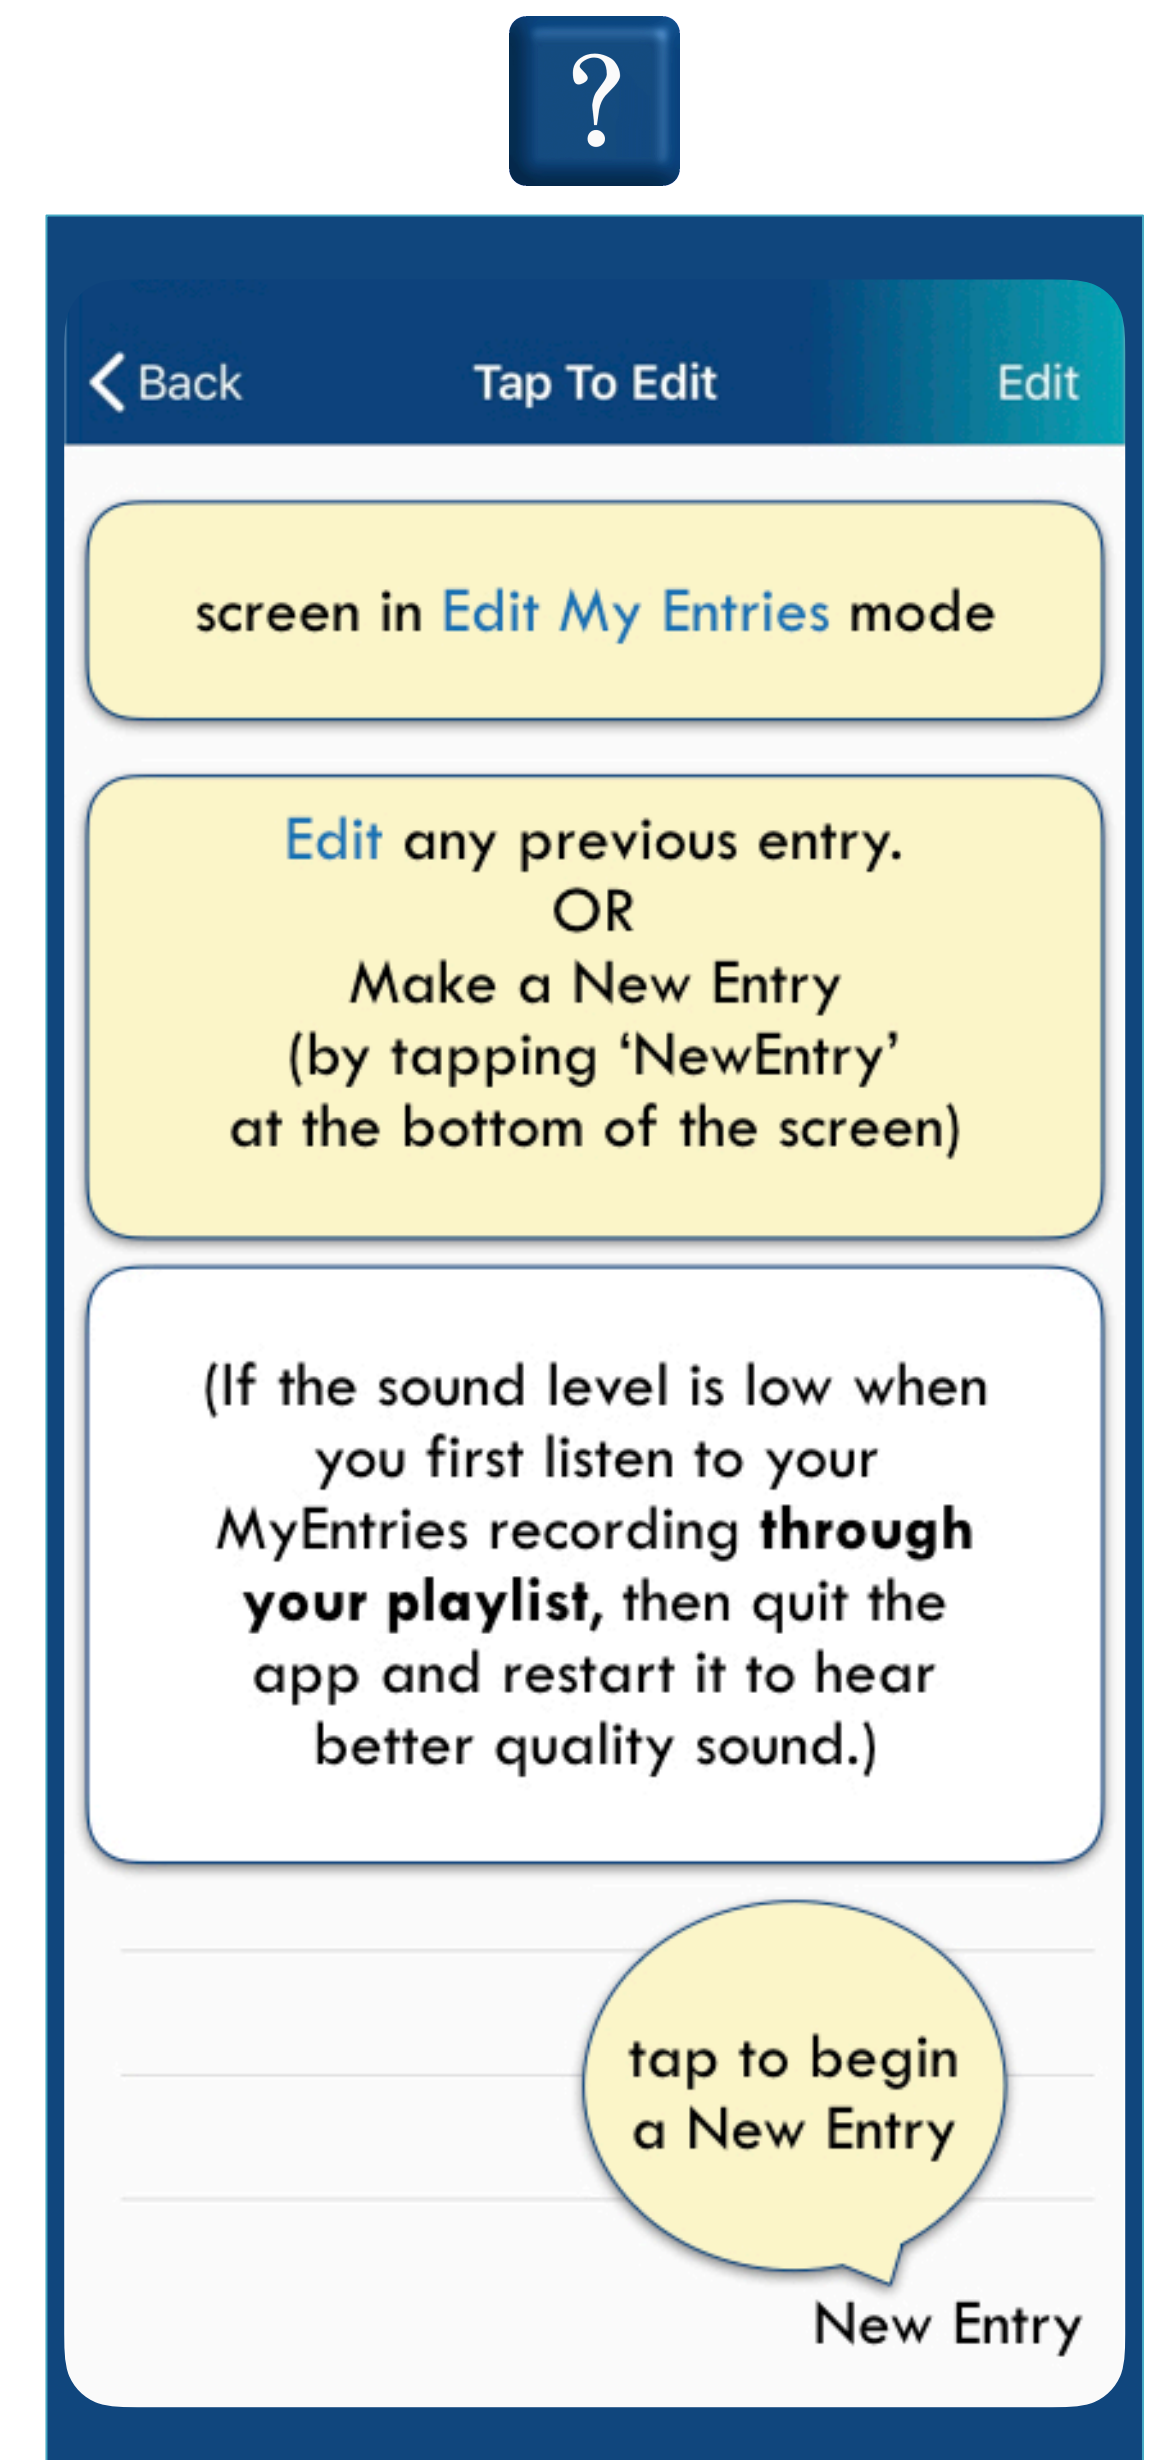 ?
Back
Tap To Edit
Edit
screen in Edit My Entries mode
Edit any previous entry.
OR
Make a New Entry
(by tapping ‘NewEntry’
at the bottom of the screen)
(If the sound level is low when
you first listen to your
MyEntries recording through
your playlist, then quit the
app and restart it to hear
better quality sound.)
tap to begin
a New Entry
New Entry